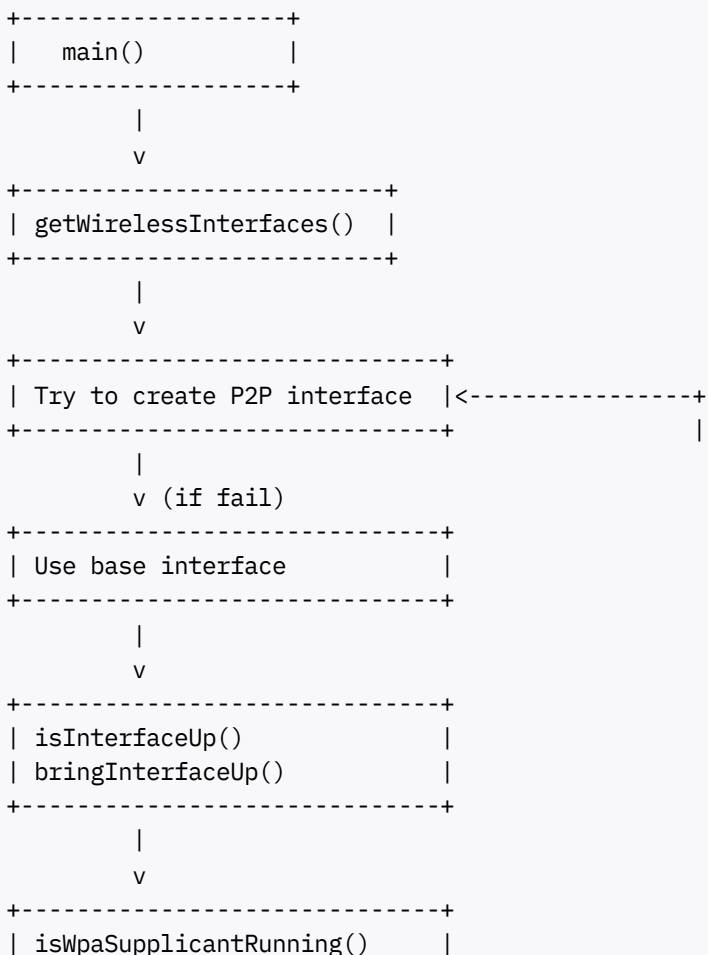 +-------------------+
|   main()          |
+-------------------+
         |
         v
+--------------------------+
| getWirelessInterfaces()  |
+--------------------------+
         |
         v
+------------------------------+
| Try to create P2P interface  |<----------------+
+------------------------------+                 |
         |
         v (if fail)
+------------------------------+
| Use base interface           |
+------------------------------+
         |
         v
+------------------------------+
| isInterfaceUp()              |
| bringInterfaceUp()           |
+------------------------------+
         |
         v
+------------------------------+
| isWpaSupplicantRunning()     |